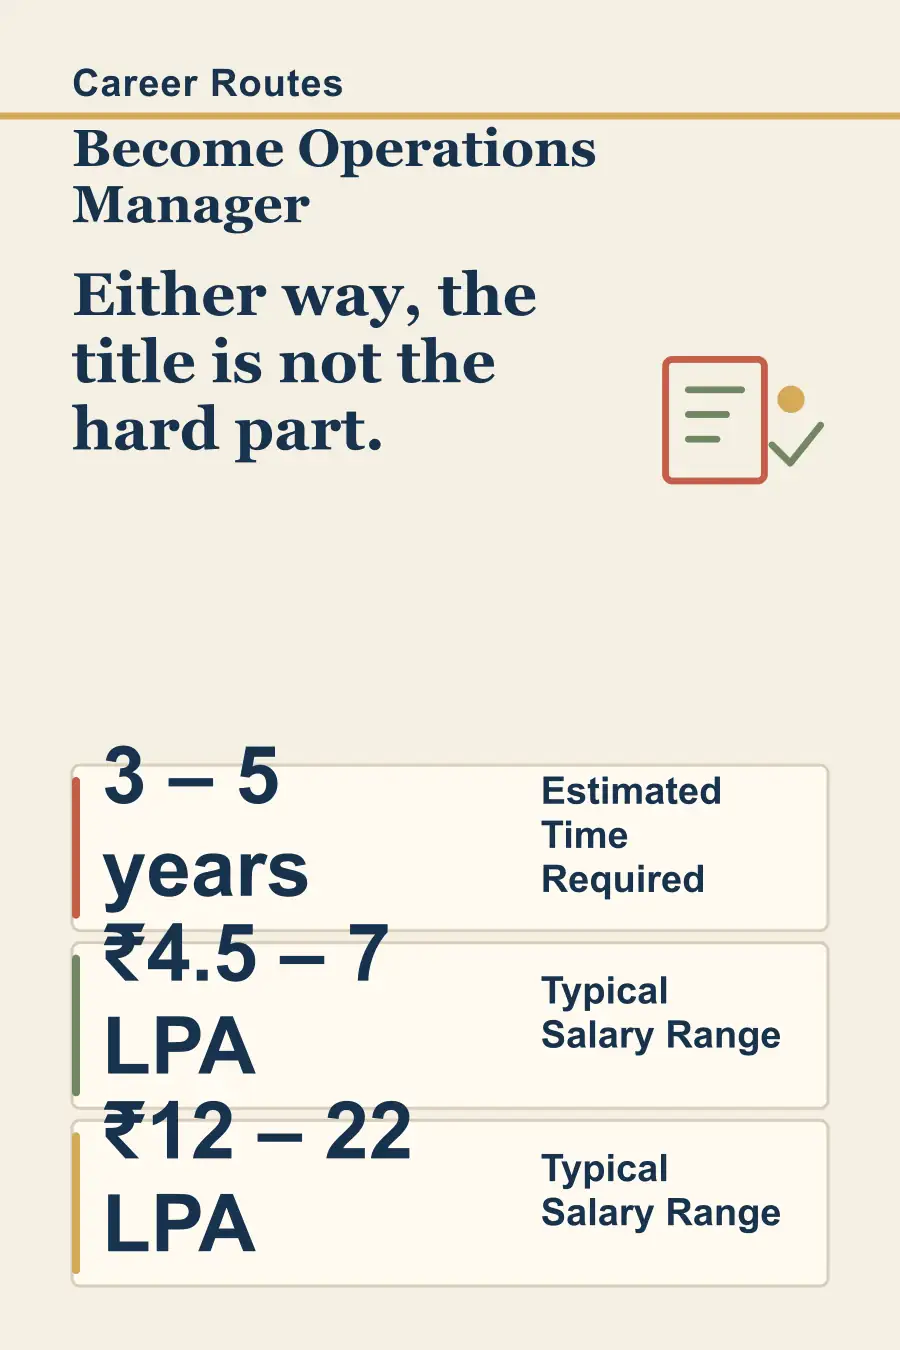 Career Routes
Become Operations
Manager
Either way, the
title is not the
hard part.
3 – 5
years
Estimated
Time
Required
₹4.5 – 7
LPA
Typical
Salary Range
₹12 – 22
LPA
Typical
Salary Range